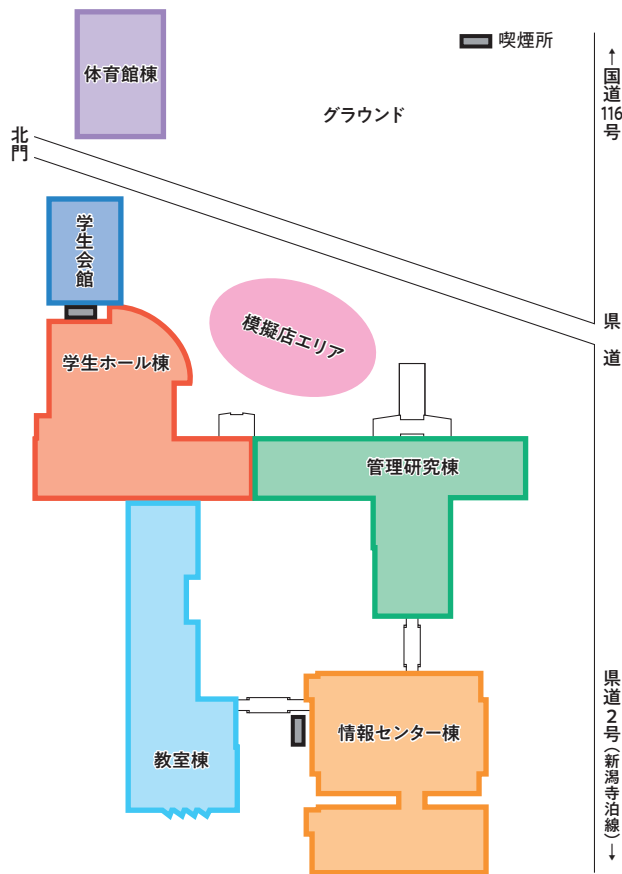 喫煙所
体育館棟
グラウンド
←国道116号
北門
学生会館
県道
模擬店エリア
学生ホール棟
管理研究棟
情報センター棟
教室棟
県道2号(新潟寺泊線)→